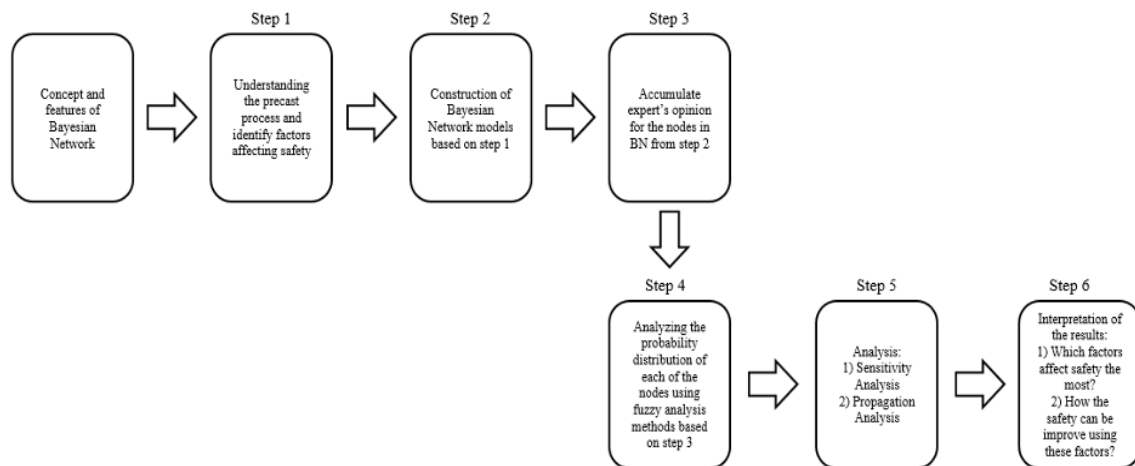 Step 1
Step 2
Step 3
Concept and
features of
Bayesian
Network
Understanding
the precast
process and
identify factors
affecting safety
Construction of
Bayesian
Network models
based on step 1
Accumulate
expert's opinion
for the nodes in
BN from step 2
Step 4
Step 5
Step 6
Analyzing the
probability
distribution of
each of the
nodes using
fuzzy analysis
methods based
on step 3
Analysis:
1) Sensitivity
Analysis
2) Propagation
Analysis
Interpretation of
the results:
1) Which factors
affect safety the
most?
2) How the
safety can be
improve using
these factors?